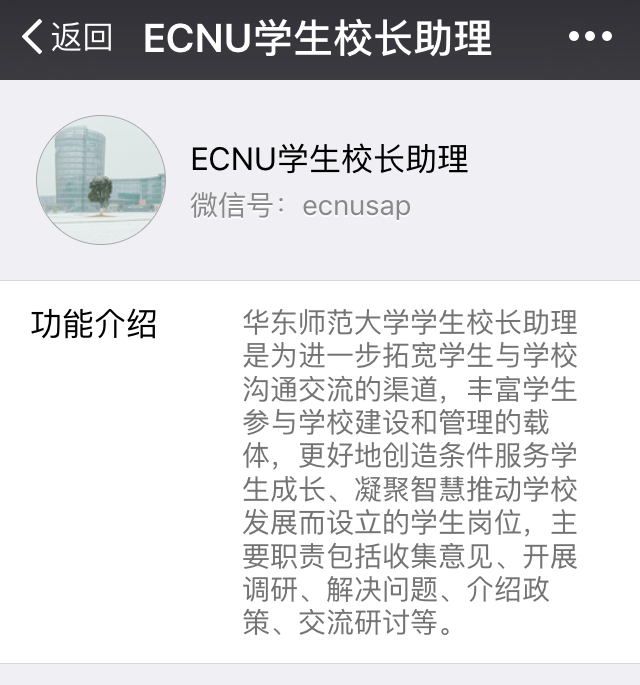 返回
ECNU学生校长助理
ECNU学生校长助理
微信号：ecnusap
功能介绍
华东师范大学学生校长助理
是为进一步拓宽学生与学校
沟通交流的渠道，丰富学生
参与学校建设和管理的载
体，更好地创造条件服务学
生成长、凝聚智慧推动学校
发展而设立的学生岗位，主
要职责包括收集意见、开展
调研、解决问题、介绍政
策、交流研讨等。